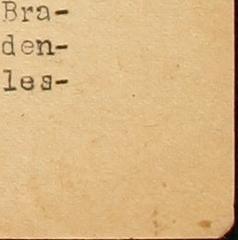 Bra-
den-
les-